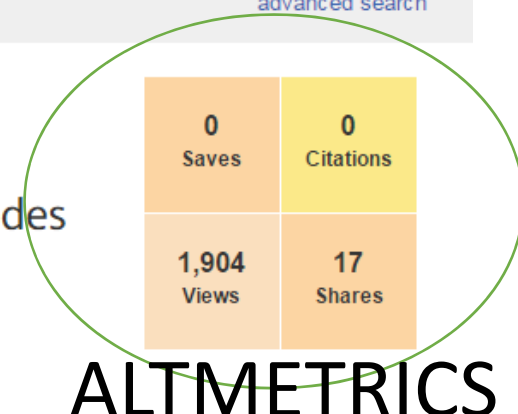 advanced search
0 0
Saves Citations
des
1,904 17
Views Shares
ALTMETRICS